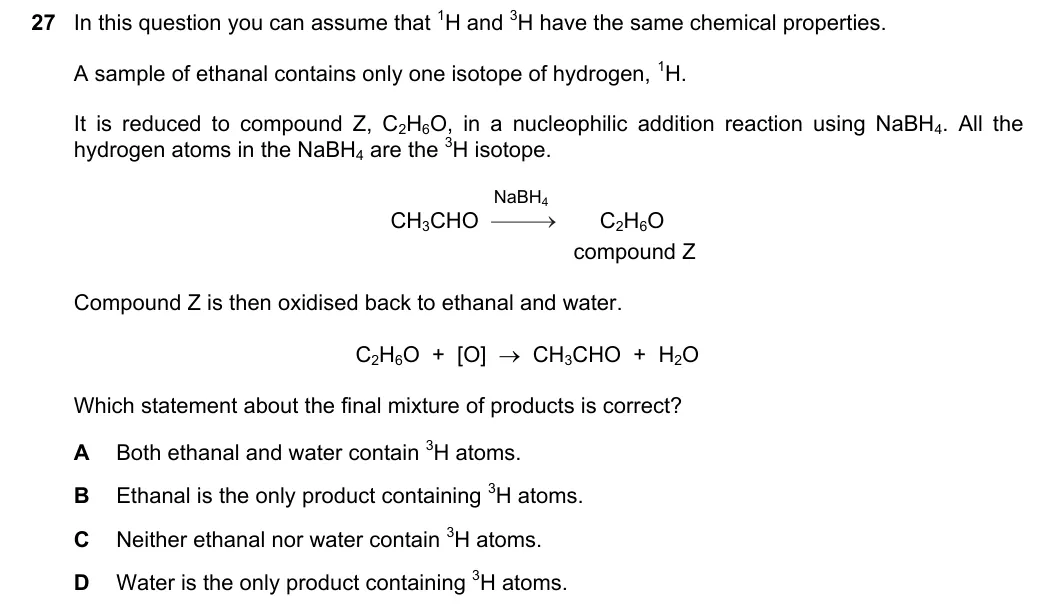 27 In this question you can assume that ¹H and ³H have the same chemical properties.
A sample of ethanal contains only one isotope of hydrogen, ¹H.
It is reduced to compound Z, C₂H₆O, in a nucleophilic addition reaction using NaBH₄. All the
hydrogen atoms in the NaBH₄ are the ³H isotope.
NaBH₄
CH₃CHO ⟶ C₂H₆O
compound Z
Compound Z is then oxidised back to ethanal and water.
C₂H₆O + [O] → CH₃CHO + H₂O
Which statement about the final mixture of products is correct?
A Both ethanal and water contain ³H atoms.
B Ethanal is the only product containing ³H atoms.
C Neither ethanal nor water contain ³H atoms.
D Water is the only product containing ³H atoms.